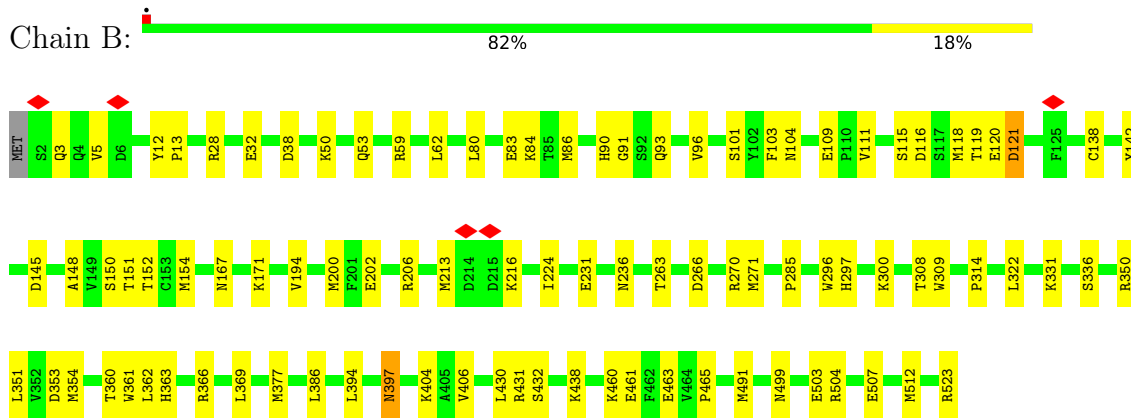 Chain B:
82% 18%
MET S2 Q3 Q4 V5 D6 Y12 P13 R28 E32 D38 K50 Q53 R59 L62 L80 E83 K84 T85 M86 H90 G91 S92 Q93 V96 S101 Y102 F103 N104 E109 P110 V111 S115 D116 S117 M118 T119 E120 D121 F125 C138 Y142
D145 A148 V149 S150 T151 T152 C153 M154 N167 K171 V194 M200 F201 E202 R206 M213 D214 D215 K216 I224 E231 N236 T263 D266 R270 M271 P285 W296 H297 K300 T308 W309 P314 L322 K331 S336 R350
L351 V352 D353 M354 T360 W361 L362 H363 R366 L369 M377 L386 L394 N397 K404 A405 V406 L430 R431 S432 K438 K460 E461 F462 E463 V464 P465 M491 N499 E503 R504 E507 M512 R523